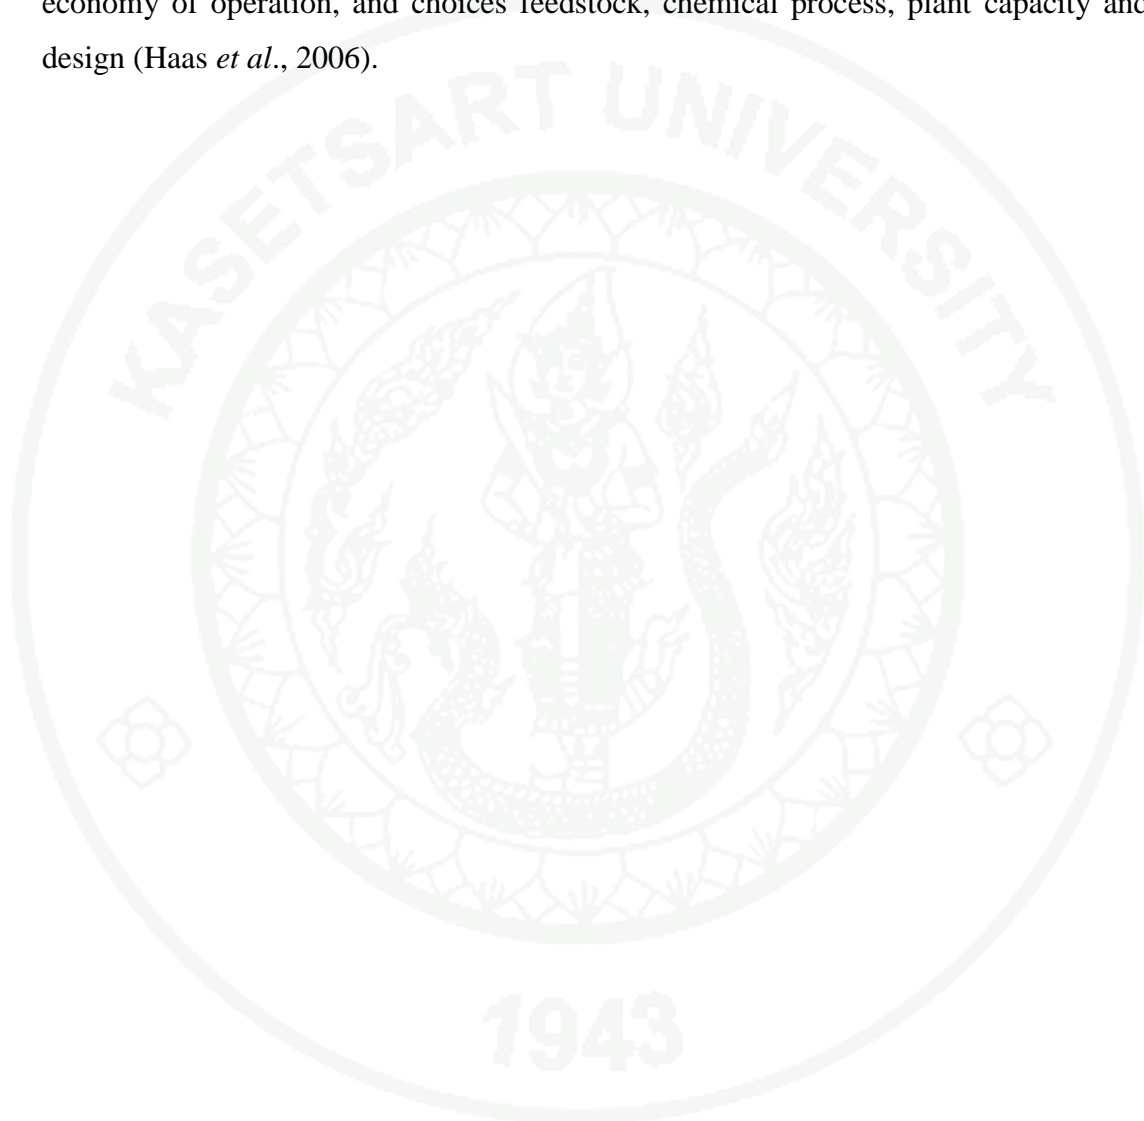 economy of operation, and choices feedstock, chemical process, plant capacity and
design (Haas et al., 2006).
KASETSART UNIVERSITY
1943